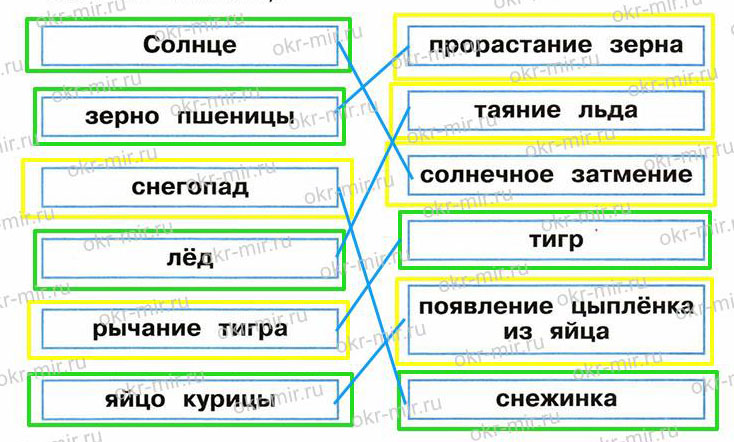 Солнце
зерно пшеницы
снегопад
лёд
рычание тигра
яйцо курицы
прорастание зерна
таяние льда
солнечное затмение
тигр
появление цыплёнка
из яйца
снежинка
okr-mir.ru